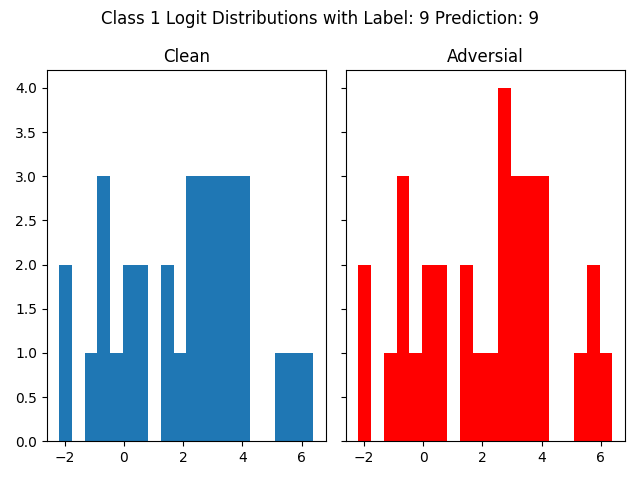 Class 1 Logit Distributions with Label: 9 Prediction: 9
Clean
Adversial
4.0
3.5
3.0
2.5
2.0
1.5
1.0
0.5
0.0
−2 0 2 4 6
−2 0 2 4 6